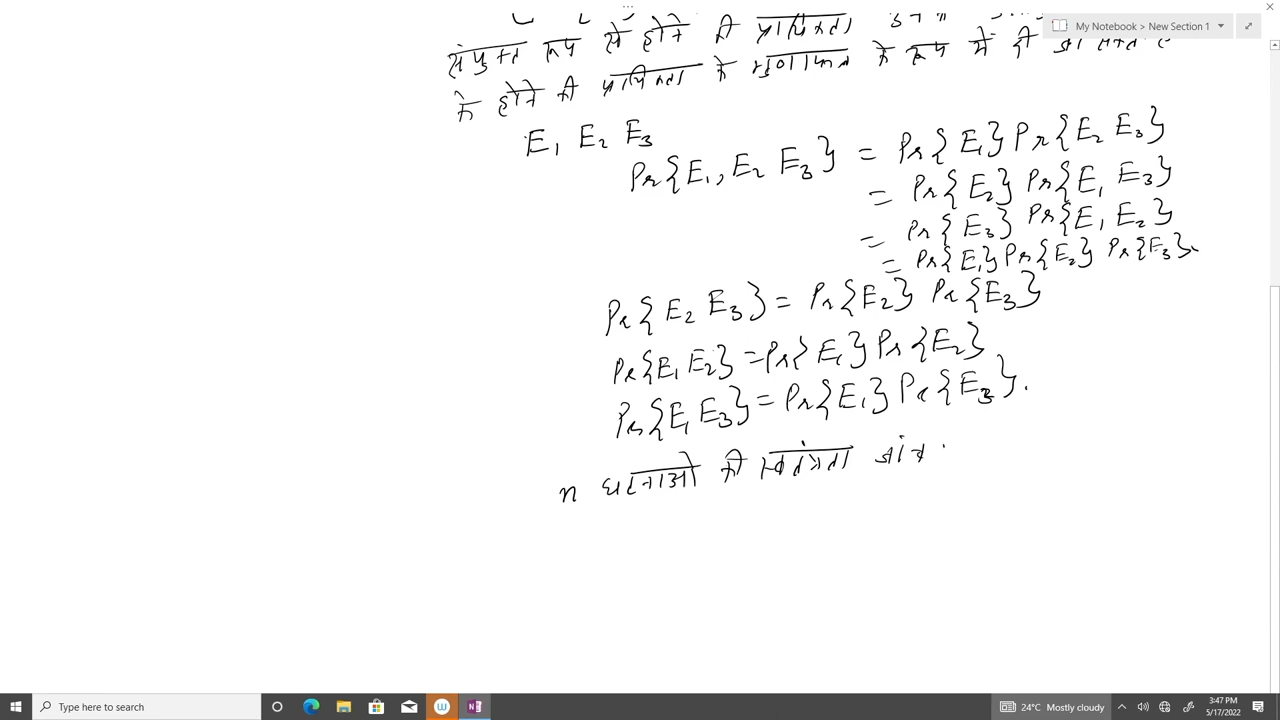 My Notebook > New Section 1
संयुक्त रूप से होने की प्रायिकता
के होने की प्रायिकता के गुणनफल के रूप में दी जा सकत
E₁ E₂ E₃
Pr{E₁, E₂ E₃} = Pr{E₁} Pr{E₂ E₃}
= Pr{E₂} Pr{E₁ E₃}
= Pr{E₃} Pr{E₁ E₂}
= Pr{E₁} Pr{E₂} Pr{E₃}.
Pr{E₂ E₃} = Pr{E₂} Pr{E₃}
Pr{E₁ E₂} = Pr{E₁} Pr{E₂}
Pr{E₁ E₃} = Pr{E₁} Pr{E₃}.
n घटनाओ की स्वतंत्रता जांच
Type here to search
24°C Mostly cloudy
3:47 PM
5/17/2022